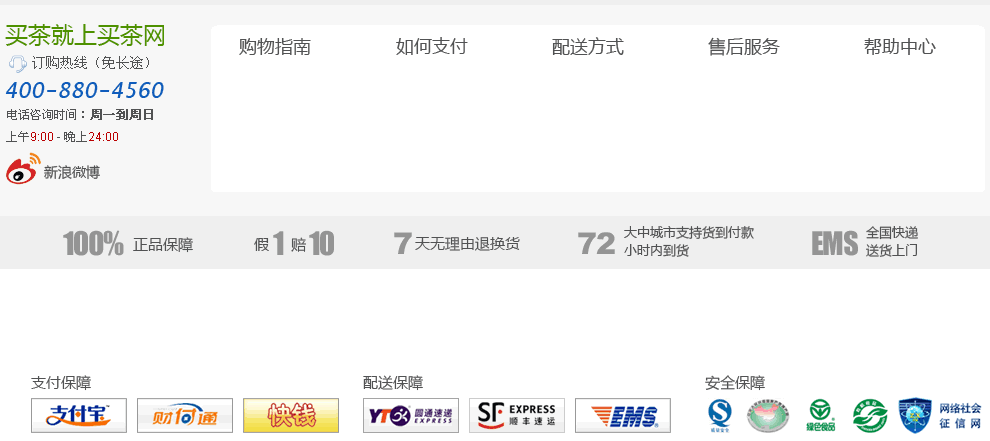 买茶就上买茶网
订购热线（免长途）
400-880-4560
电话咨询时间：周一到周日
上午9:00 - 晚上24:00
新浪微博
购物指南 如何支付 配送方式 售后服务 帮助中心
100% 正品保障 假1赔10 7天无理由退换货 72 大中城市支持货到付款 EMS 全国快递
小时内到货 送货上门
支付保障 配送保障 安全保障
支付宝 财付通 快钱 YTO 圆通速递 EXPRESS SF EXPRESS 顺丰速运 EMS 绿色食品 网络社会
征信网